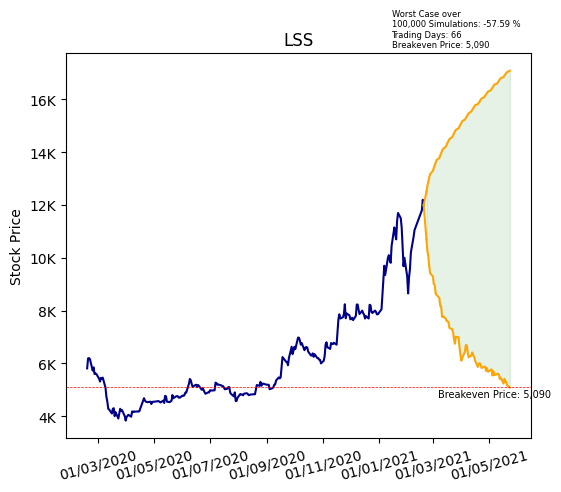 Worst Case over
100,000 Simulations: -57.59 %
Trading Days: 66
Breakeven Price: 5,090
LSS
Stock Price
16K
14K
12K
10K
8K
6K
4K
Breakeven Price: 5,090
01/03/2020
01/05/2020
01/07/2020
01/09/2020
01/11/2020
01/01/2021
01/03/2021
01/05/2021